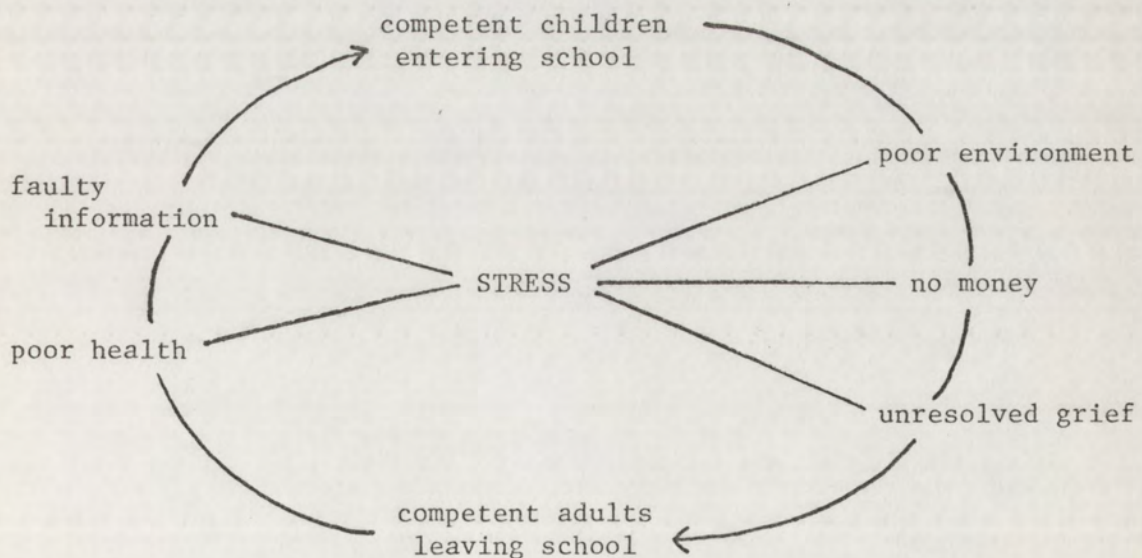 competent children
entering school
poor environment
faulty
information
STRESS
no money
poor health
unresolved grief
competent adults
leaving school